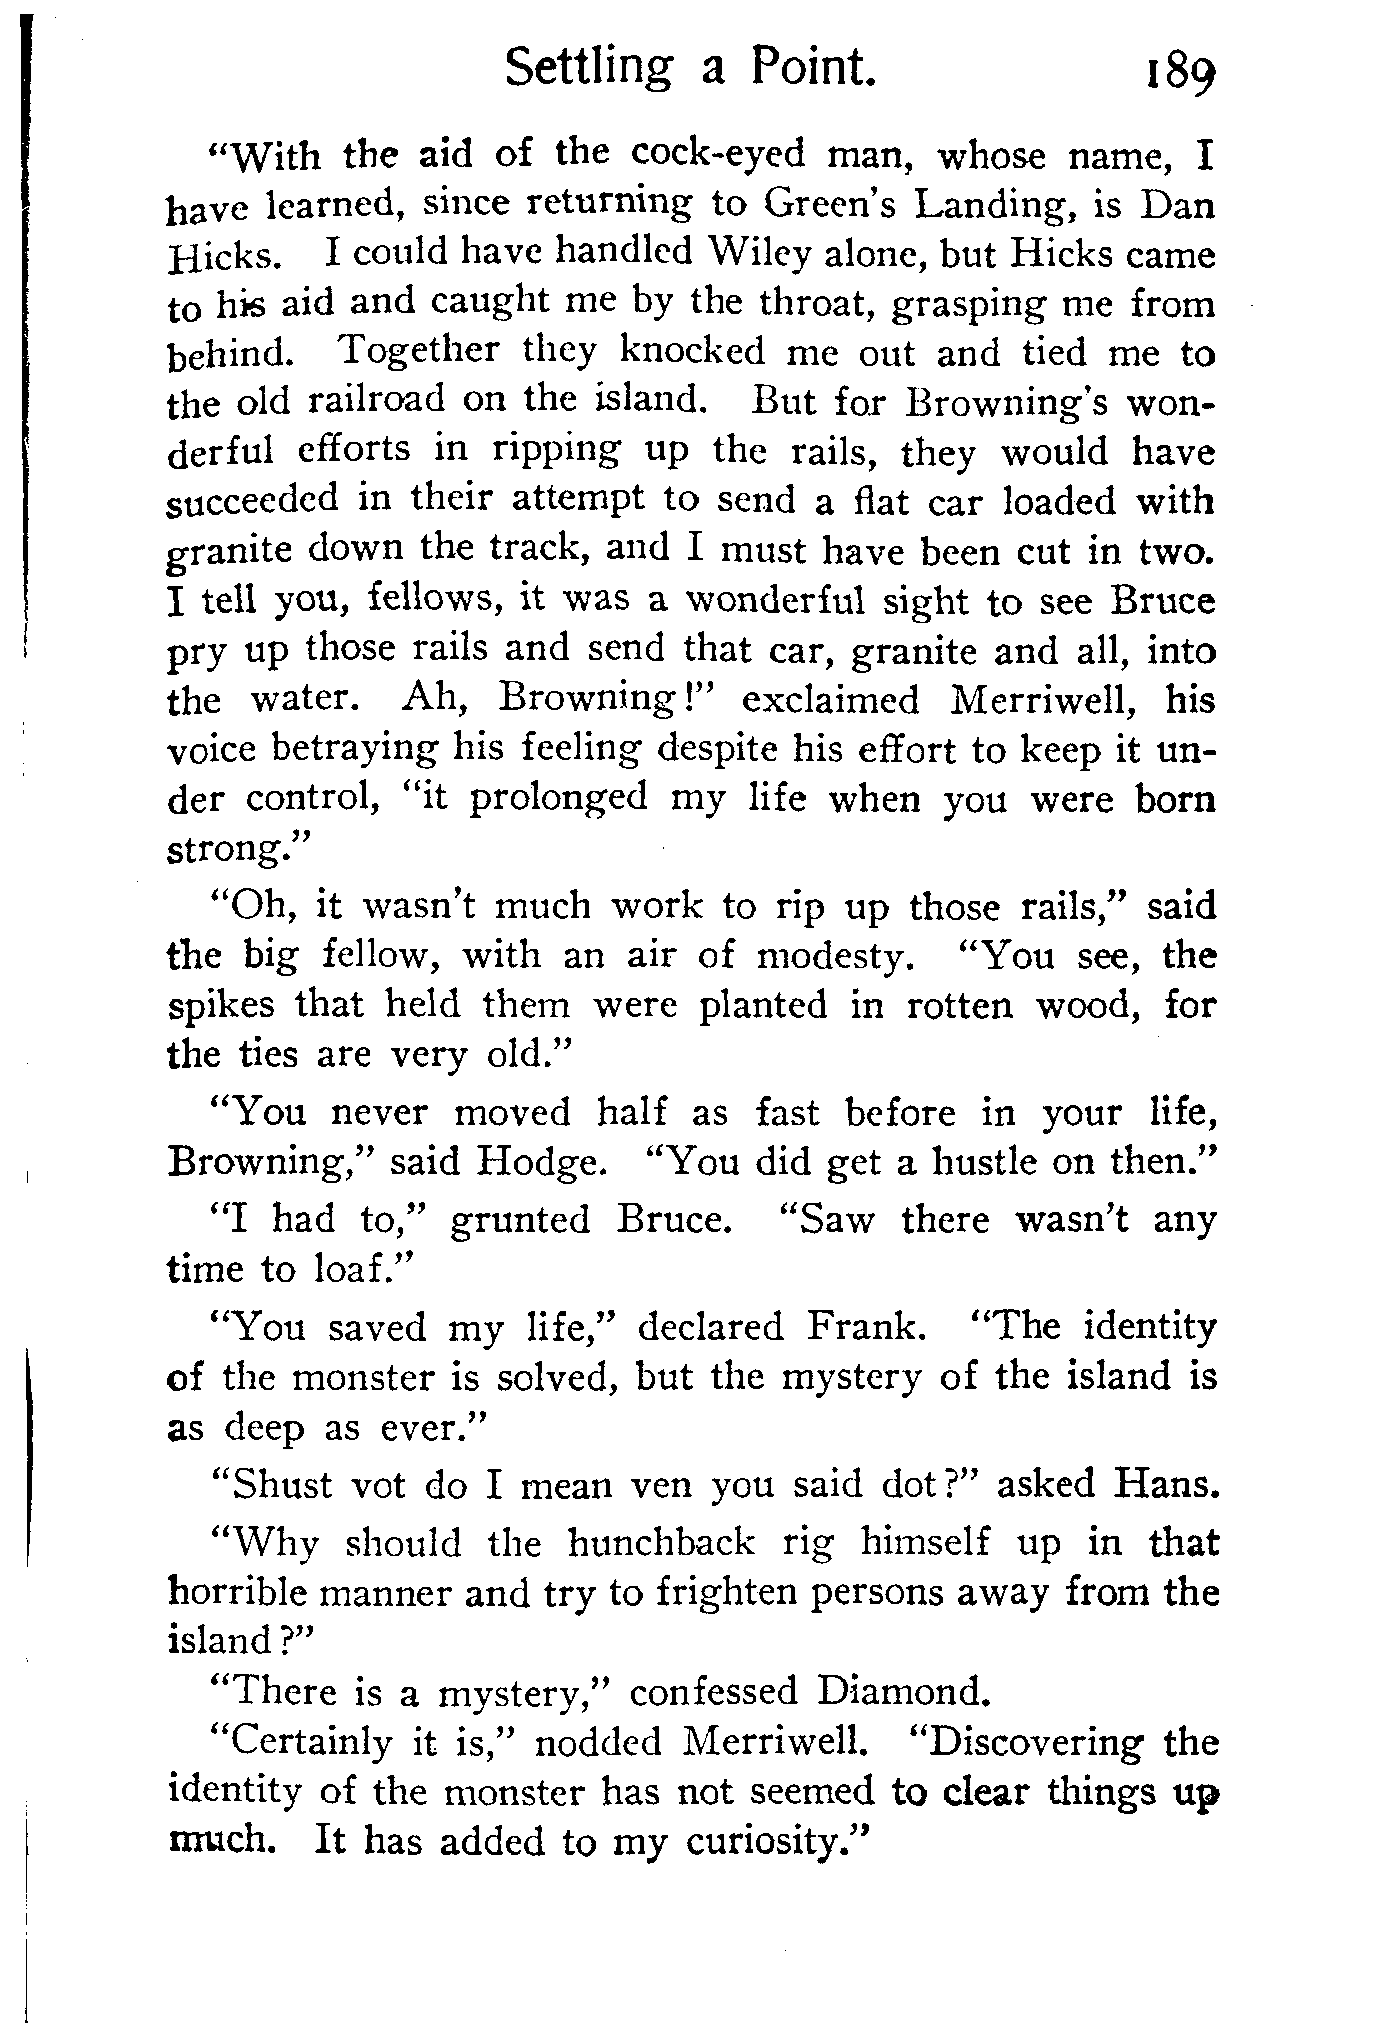 Settling a Point. 189
"With the aid of the cock-eyed man, whose name, I
have learned, since returning to Green's Landing, is Dan
Hicks. I could have handled Wiley alone, but Hicks came
to his aid and caught me by the throat, grasping me from
behind. Together they knocked me out and tied me to
the old railroad on the island. But for Browning's won-
derful efforts in ripping up the rails, they would have
succeeded in their attempt to send a flat car loaded with
granite down the track, and I must have been cut in two.
I tell you, fellows, it was a wonderful sight to see Bruce
pry up those rails and send that car, granite and all, into
the water. Ah, Browning!" exclaimed Merriwell, his
voice betraying his feeling despite his effort to keep it un-
der control, "it prolonged my life when you were born
strong."
"Oh, it wasn't much work to rip up those rails," said
the big fellow, with an air of modesty. "You see, the
spikes that held them were planted in rotten wood, for
the ties are very old."
"You never moved half as fast before in your life,
Browning," said Hodge. "You did get a hustle on then."
"I had to," grunted Bruce. "Saw there wasn't any
time to loaf."
"You saved my life," declared Frank. "The identity
of the monster is solved, but the mystery of the island is
as deep as ever."
"Shust vot do I mean ven you said dot?" asked Hans.
"Why should the hunchback rig himself up in that
horrible manner and try to frighten persons away from the
island?"
"There is a mystery," confessed Diamond.
"Certainly it is," nodded Merriwell. "Discovering the
identity of the monster has not seemed to clear things up
much. It has added to my curiosity."